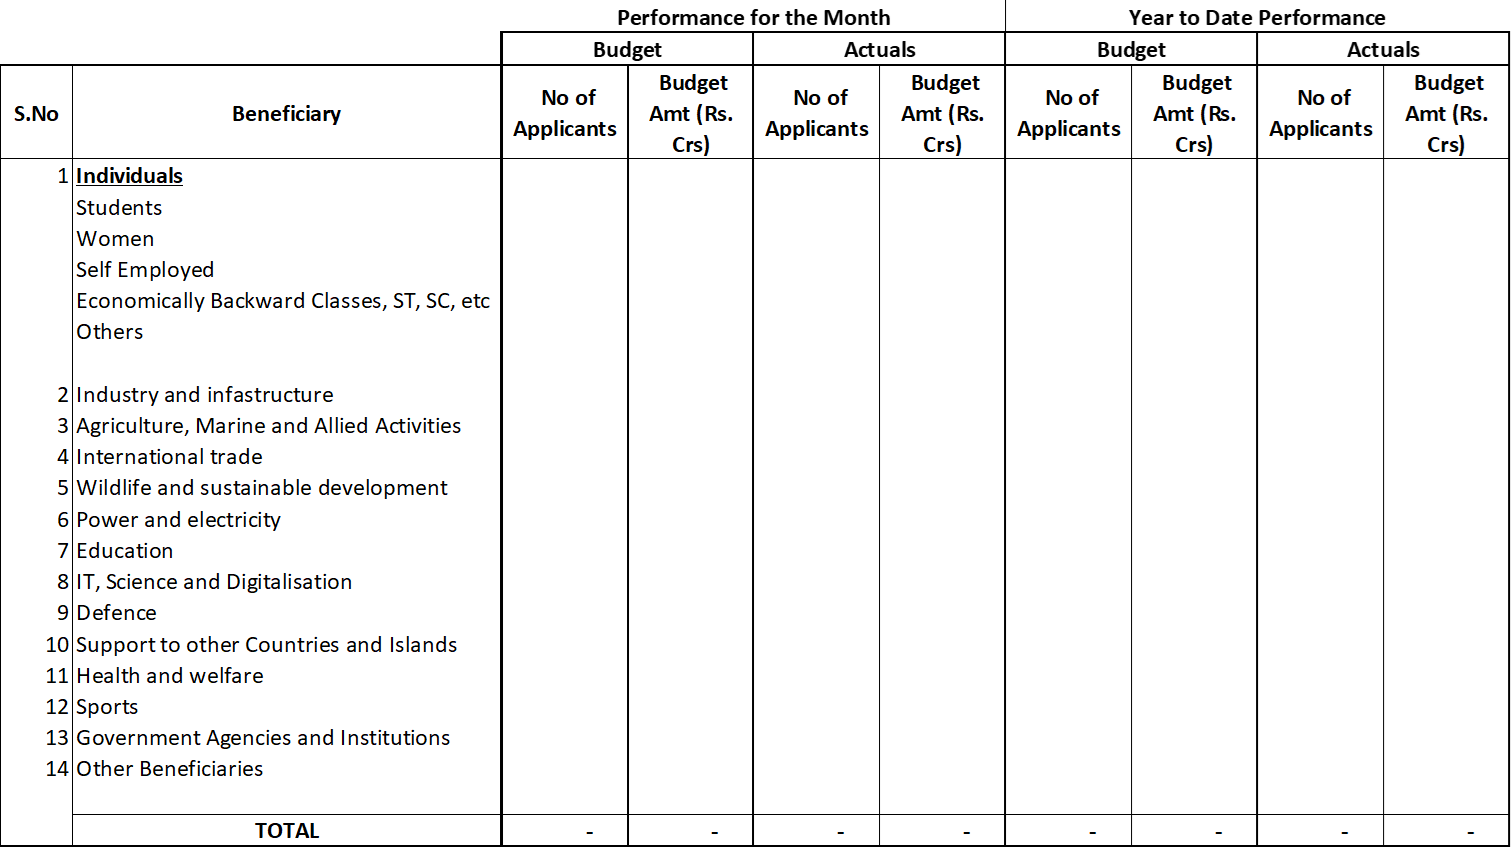 Performance for the Month Year to Date Performance
Budget Actuals Budget Actuals
S.No Beneficiary No of Applicants Budget Amt (Rs. Crs) No of Applicants Budget Amt (Rs. Crs) No of Applicants Budget Amt (Rs. Crs) No of Applicants Budget Amt (Rs. Crs)
1 Individuals
Students
Women
Self Employed
Economically Backward Classes, ST, SC, etc
Others
2 Industry and infastructure
3 Agriculture, Marine and Allied Activities
4 International trade
5 Wildlife and sustainable development
6 Power and electricity
7 Education
8 IT, Science and Digitalisation
9 Defence
10 Support to other Countries and Islands
11 Health and welfare
12 Sports
13 Government Agencies and Institutions
14 Other Beneficiaries
TOTAL - - - - - - - -